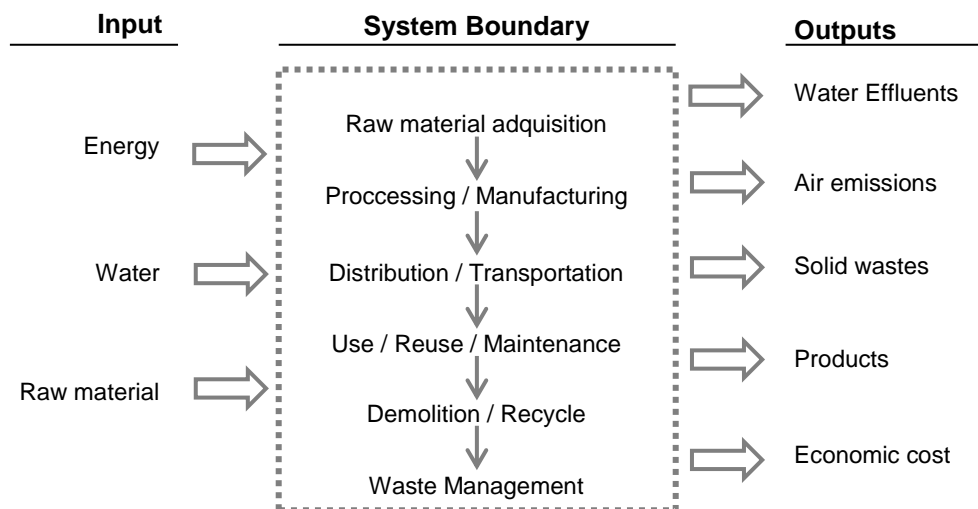 Input
Energy
Water
Raw material
System Boundary
Raw material adquisition
Proccessing / Manufacturing
Distribution / Transportation
Use / Reuse / Maintenance
Demolition / Recycle
Waste Management
Outputs
Water Effluents
Air emissions
Solid wastes
Products
Economic cost